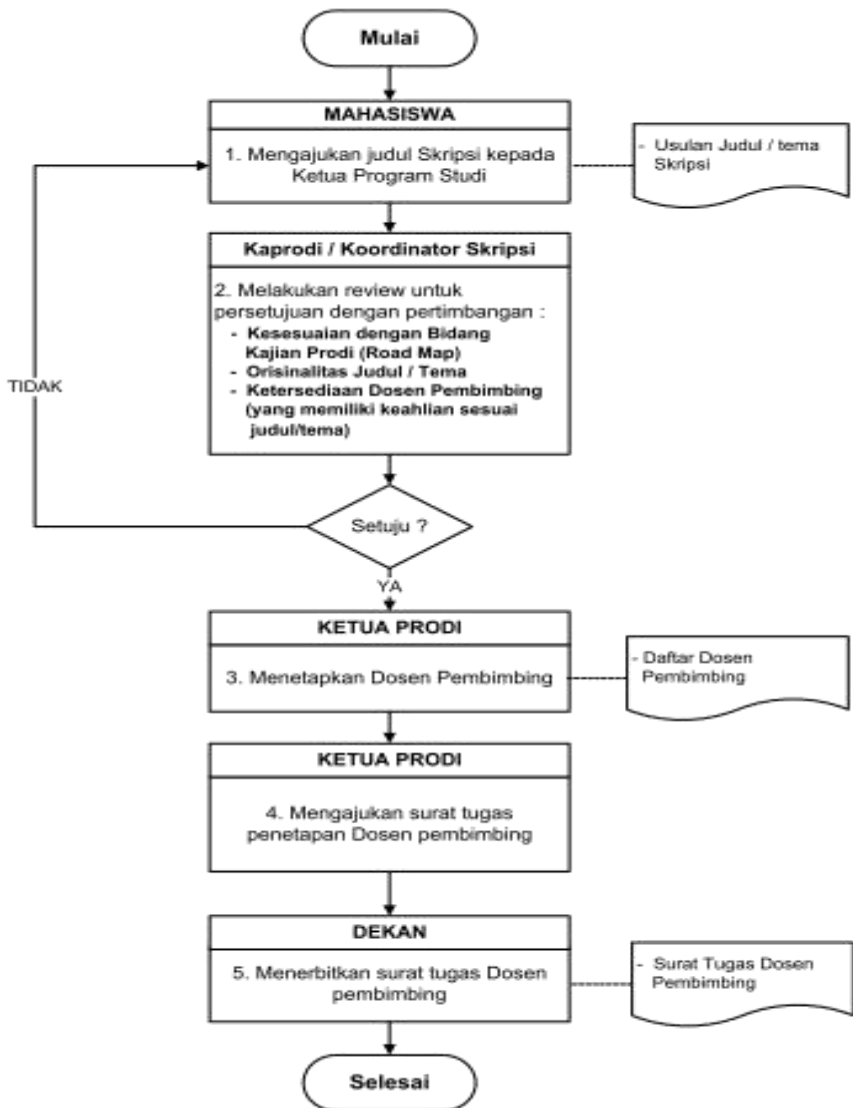 Mulai
MAHASISWA
1. Mengajukan judul Skripsi kepada
Ketua Program Studi
- Usulan Judul / tema
Skripsi
Kaprodi / Koordinator Skripsi
2. Melakukan review untuk
persetujuan dengan pertimbangan :
- Kesesuaian dengan Bidang
Kajian Prodi (Road Map)
- Orisinalitas Judul / Tema
- Ketersediaan Dosen Pembimbing
(yang memiliki keahlian sesuai
judul/tema)
TIDAK
Setuju ?
YA
KETUA PRODI
3. Menetapkan Dosen Pembimbing
- Daftar Dosen
Pembimbing
KETUA PRODI
4. Mengajukan surat tugas
penetapan Dosen pembimbing
DEKAN
5. Menerbitkan surat tugas Dosen
pembimbing
- Surat Tugas Dosen
Pembimbing
Selesai